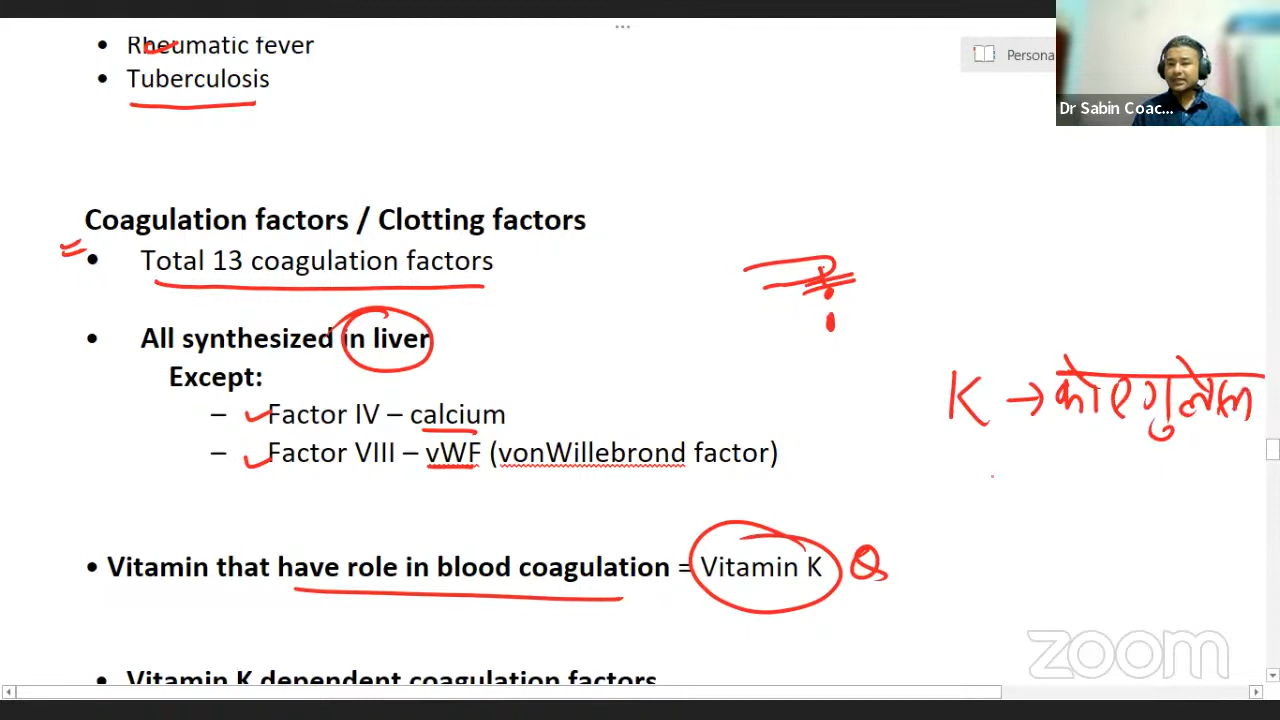 • Rheumatic fever
Persona
• Tuberculosis
Dr Sabin Coac...
Coagulation factors / Clotting factors
• Total 13 coagulation factors
• All synthesized in liver
Except:
– Factor IV – calcium
K →
– Factor VIII – vWF (vonWillebrond factor)
• Vitamin that have role in blood coagulation = Vitamin K Q
zoom
• Vitamin K dependent coagulation factors